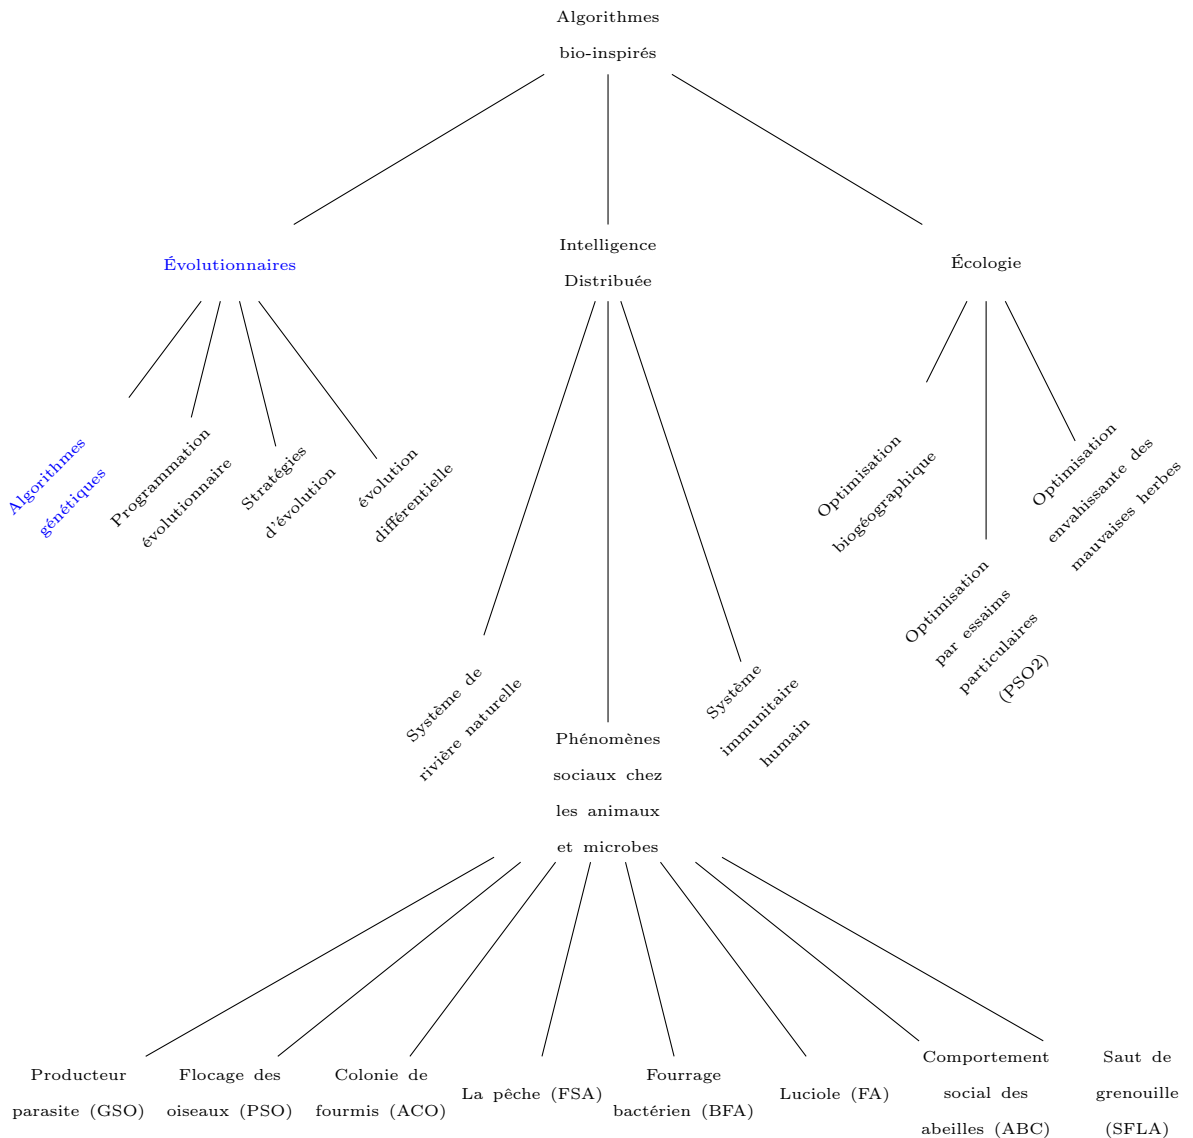 Algorithmes
bio-inspirés
Évolutionnaires
Intelligence
Distribuée
Écologie
Algorithmes
génétiques
Programmation
évolutionnaire
Stratégies
d'évolution
évolution
différentielle
Système de
rivière naturelle
Phénomènes
sociaux chez
les animaux
et microbes
Système
immunitaire
humain
Optimisation
biogéographique
Optimisation
par essaims
particulaires
(PSO2)
Optimisation
envahissante des
mauvaises herbes
Producteur
parasite (GSO)
Flocage des
oiseaux (PSO)
Colonie de
fourmis (ACO)
La pêche (FSA)
Fourrage
bactérien (BFA)
Luciole (FA)
Comportement
social des
abeilles (ABC)
Saut de
grenouille
(SFLA)